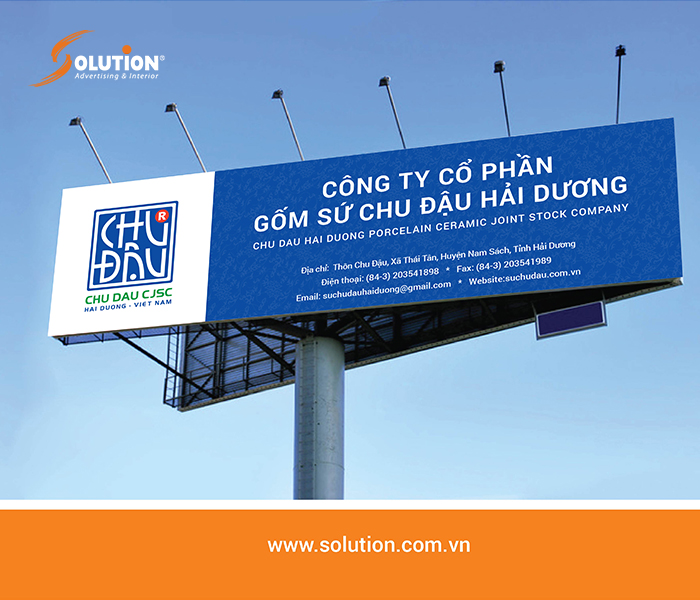 SOLUTION®
Advertising & Interior
CHU ®
ĐẬU
CHU DAU CJSC
HAI DUONG - VIET NAM
CÔNG TY CỔ PHẦN
GỐM SỨ CHU ĐẬU HẢI DƯƠNG
CHU DAU HAI DUONG PORCELAIN CERAMIC JOINT STOCK COMPANY
Địa chỉ: Thôn Chu Đậu, Xã Thái Tân, Huyện Nam Sách, Tỉnh Hải Dương
Điện thoại: (84-3) 203541898 * Fax: (84-3) 203541989
Email: suchudauhaiduong@gmail.com * Website:suchudau.com.vn
www.solution.com.vn